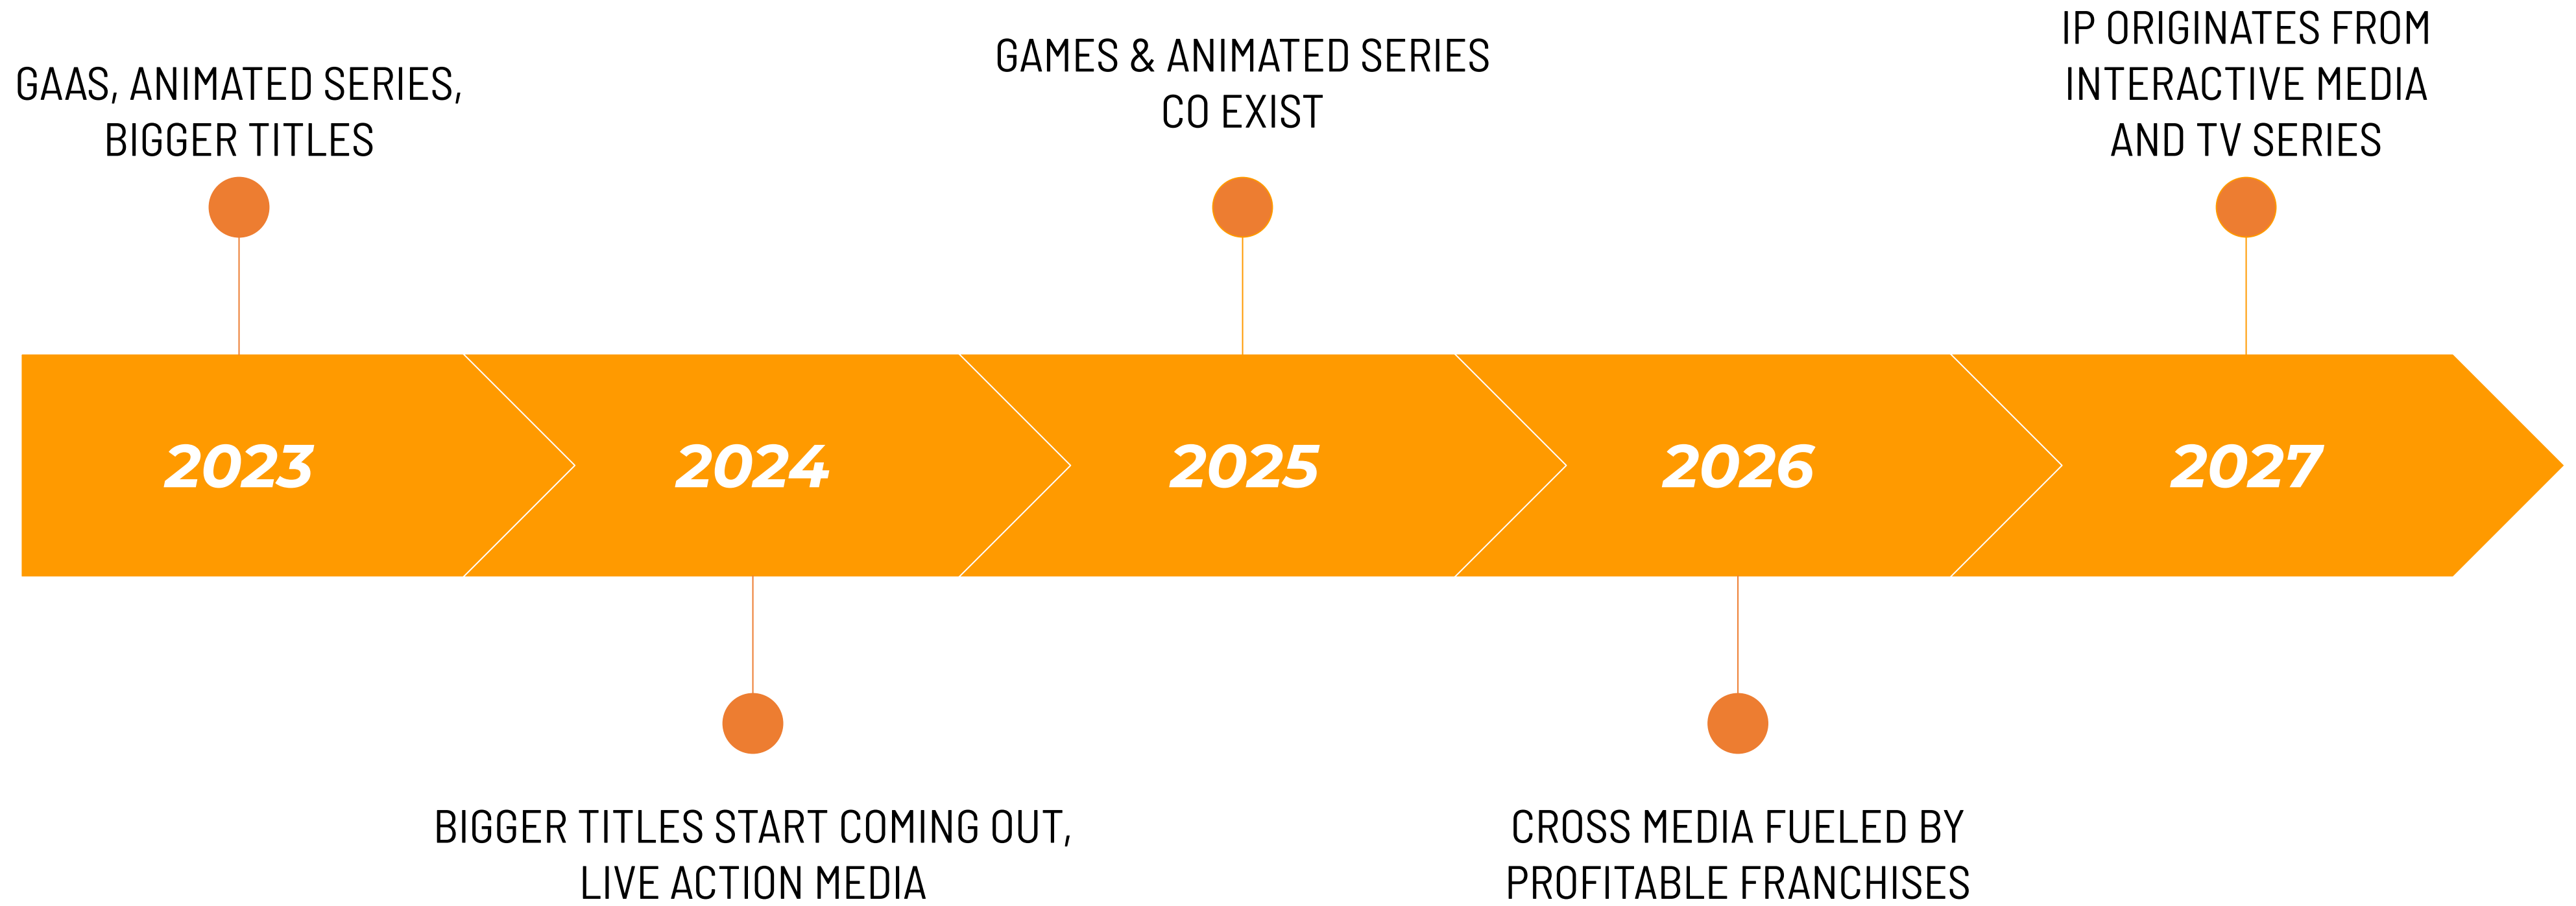 GAAS, ANIMATED SERIES,
BIGGER TITLES
GAMES & ANIMATED SERIES
CO EXIST
IP ORIGINATES FROM
INTERACTIVE MEDIA
AND TV SERIES
2023
2024
2025
2026
2027
BIGGER TITLES START COMING OUT,
LIVE ACTION MEDIA
CROSS MEDIA FUELED BY
PROFITABLE FRANCHISES